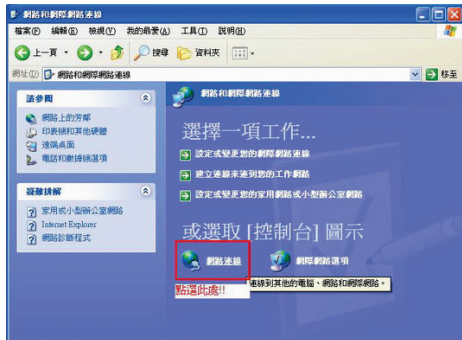 網路和網際網路連線
檔案(F) 編輯(E) 檢視(V) 我的最愛(A) 工具(T) 說明(H)
上一頁 搜尋 資料夾
網址(D) 網路和網際網路連線 移至
請參閱
網路上的芳鄰
印表機和其他硬體
遠端桌面
電話和數據機選項
疑難排解
家用或小型辦公室網路
Internet Explorer
網路診斷程式
網路和網際網路連線
選擇一項工作...
設定或變更您的網際網路連線
建立連線來連到您的工作網路
設定或變更您的家用網路或小型辦公室網路
或選取 [控制台] 圖示
網路連線 網際網路選項
點選此處!!
連線到其他的電腦、網路和網際網路。